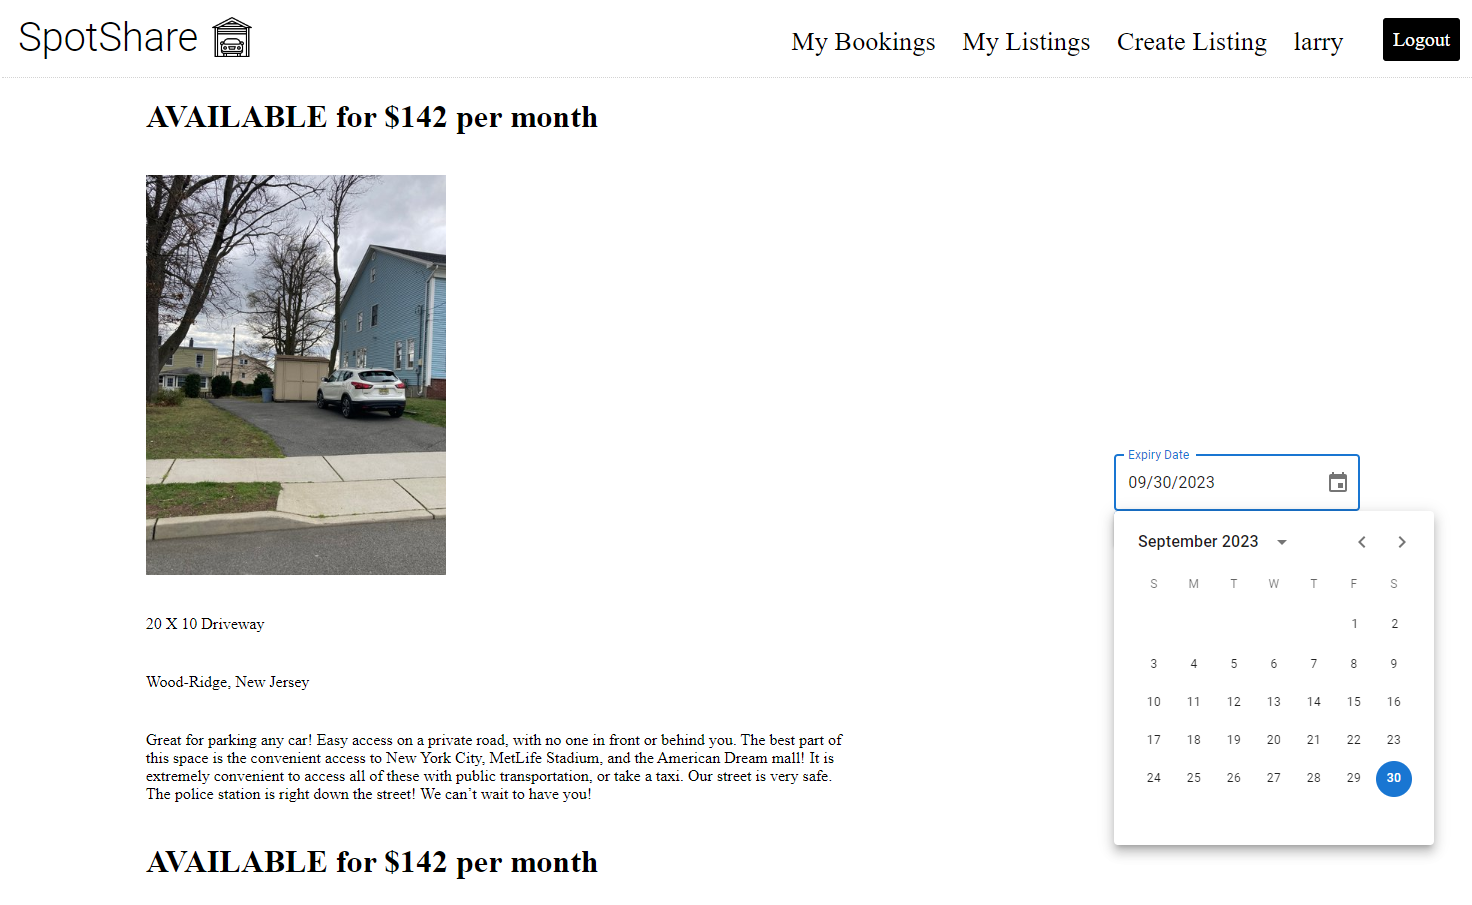 SpotShare
My Bookings
My Listings
Create Listing
larry
Logout
AVAILABLE for $142 per month
20 X 10 Driveway
Wood-Ridge, New Jersey
Great for parking any car! Easy access on a private road, with no one in front or behind you. The best part of
this space is the convenient access to New York City, MetLife Stadium, and the American Dream mall! It is
extremely convenient to access all of these with public transportation, or take a taxi. Our street is very safe.
The police station is right down the street! We can’t wait to have you!
AVAILABLE for $142 per month
Expiry Date
09/30/2023
September 2023
S M T W T F S
1 2
3 4 5 6 7 8 9
10 11 12 13 14 15 16
17 18 19 20 21 22 23
24 25 26 27 28 29 30